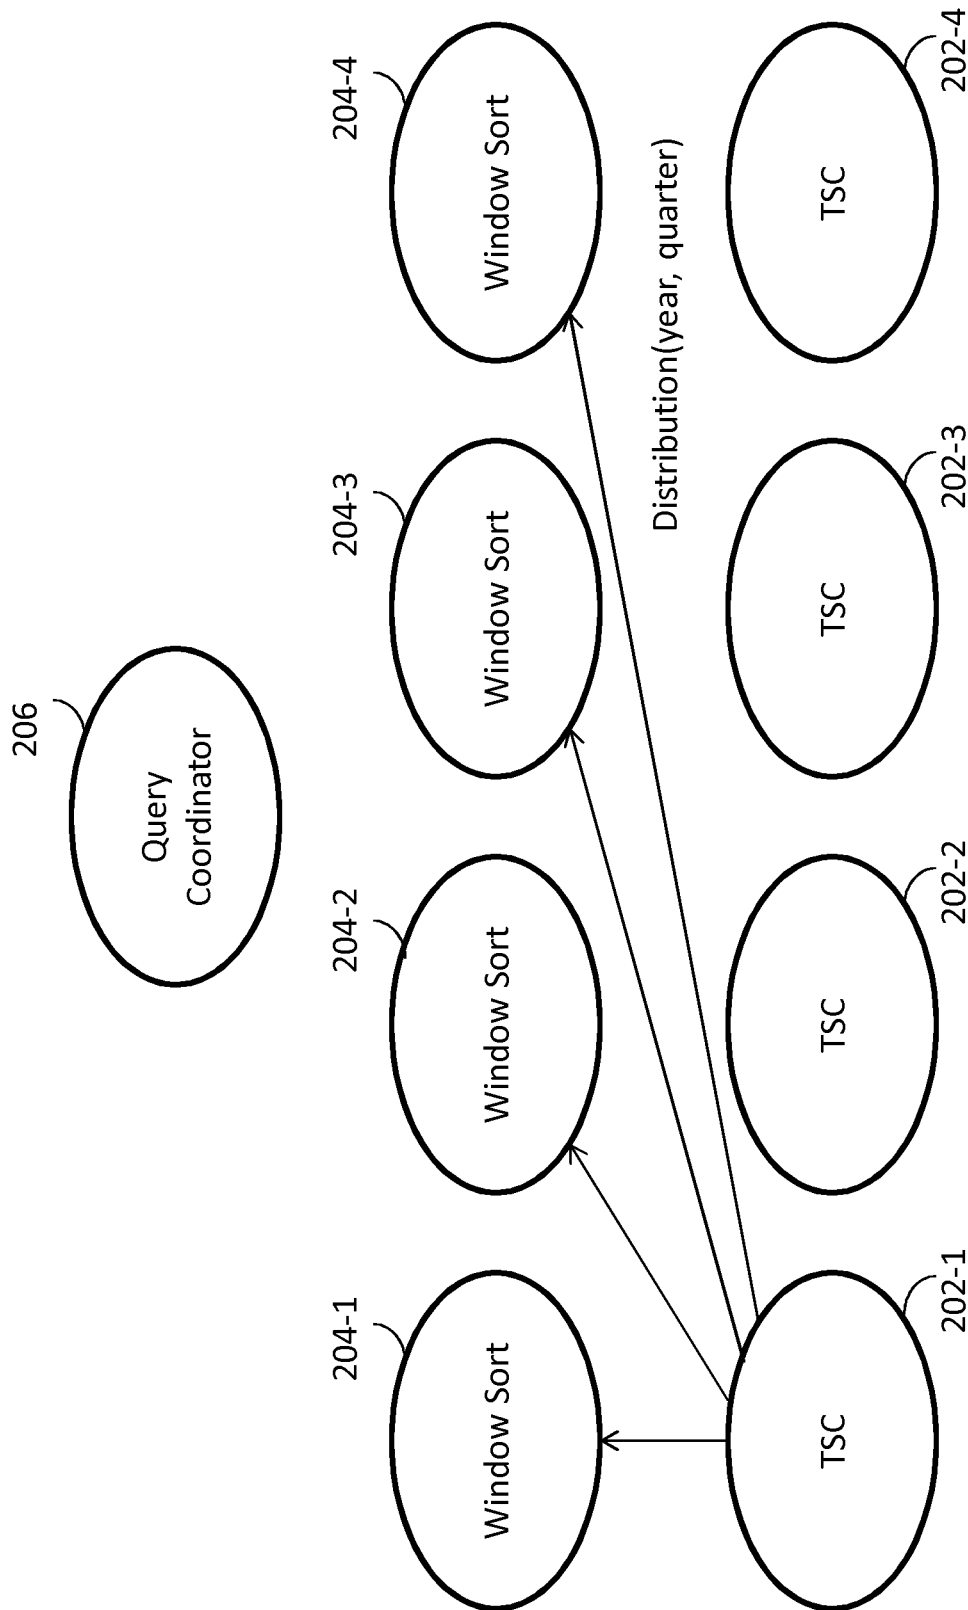 206
Query
Coordinator
204-1
204-2
204-3
204-4
Window Sort
Window Sort
Window Sort
Window Sort
Distribution(year, quarter)
TSC
TSC
TSC
TSC
202-1
202-2
202-3
202-4